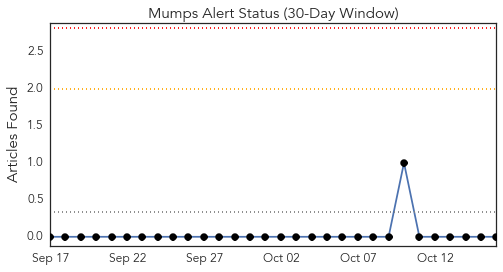 Mumps Alert Status (30-Day Window)
Articles Found
2.5
2.0
1.5
1.0
0.5
0.0
Sep 17 Sep 22 Sep 27 Oct 02 Oct 07 Oct 12